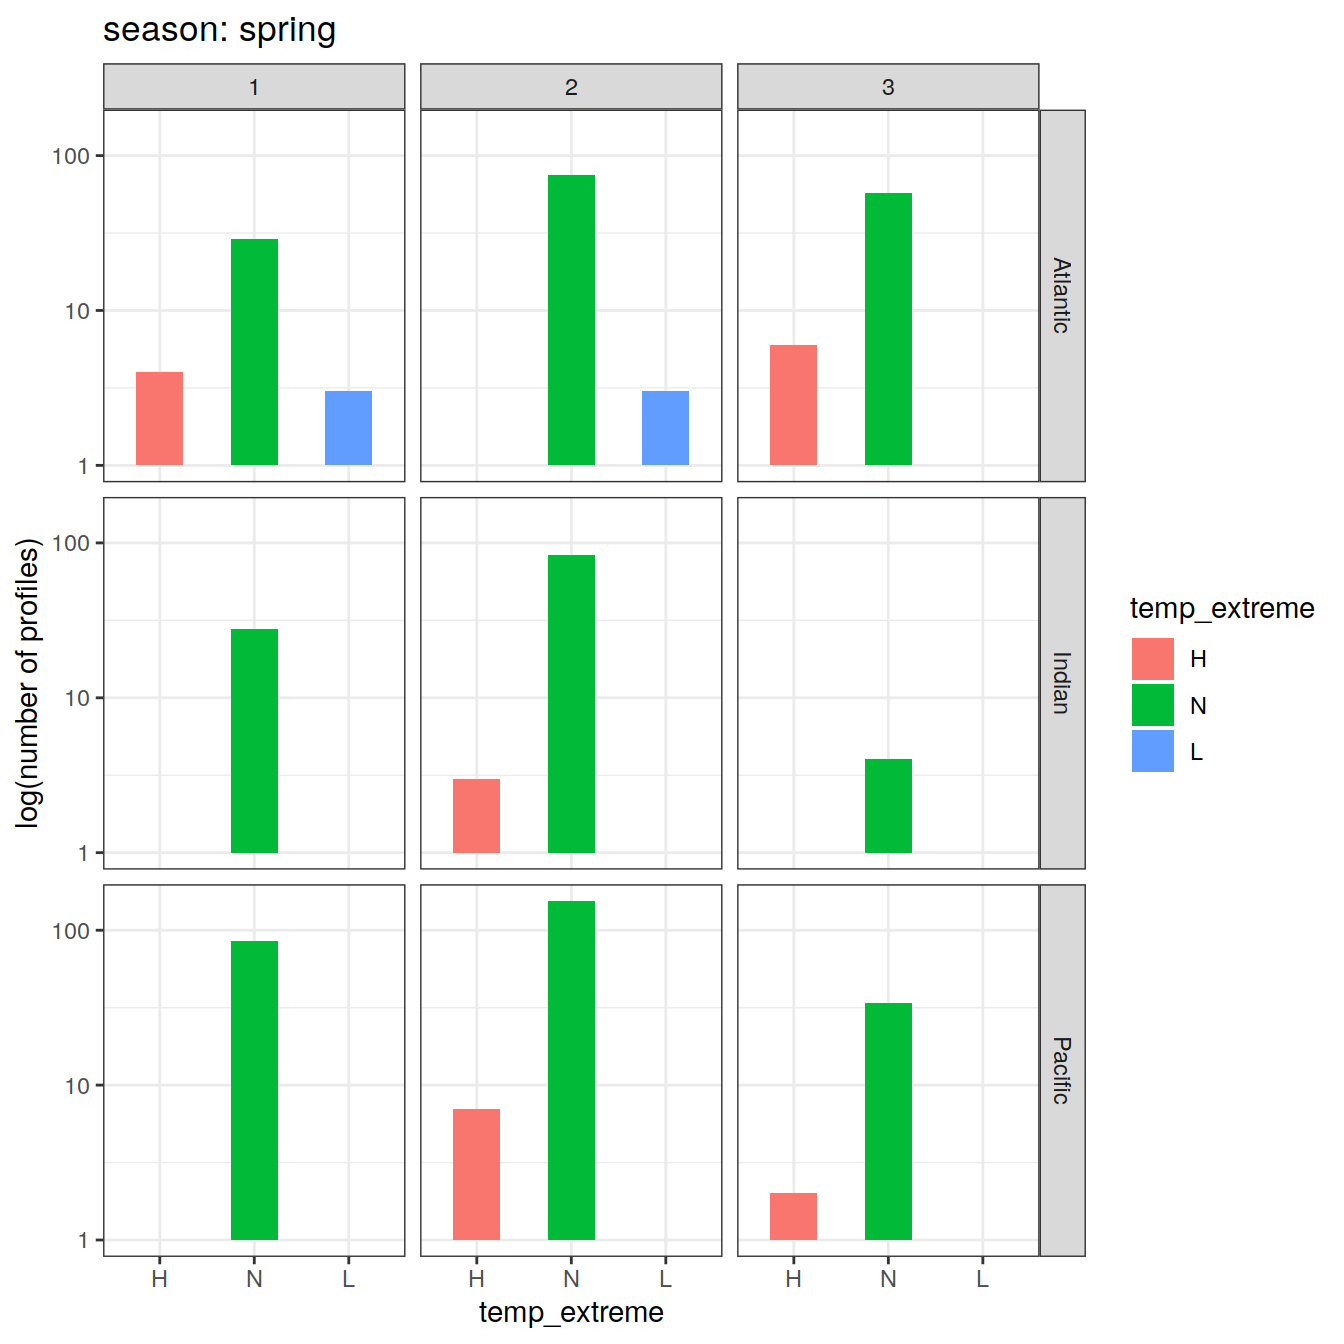 season: spring
1 2 3
100
10
1
Atlantic
100
10
1
Indian
100
10
1
Pacific
H N L H N L H N L
temp_extreme
log(number of profiles)
temp_extreme
H
N
L